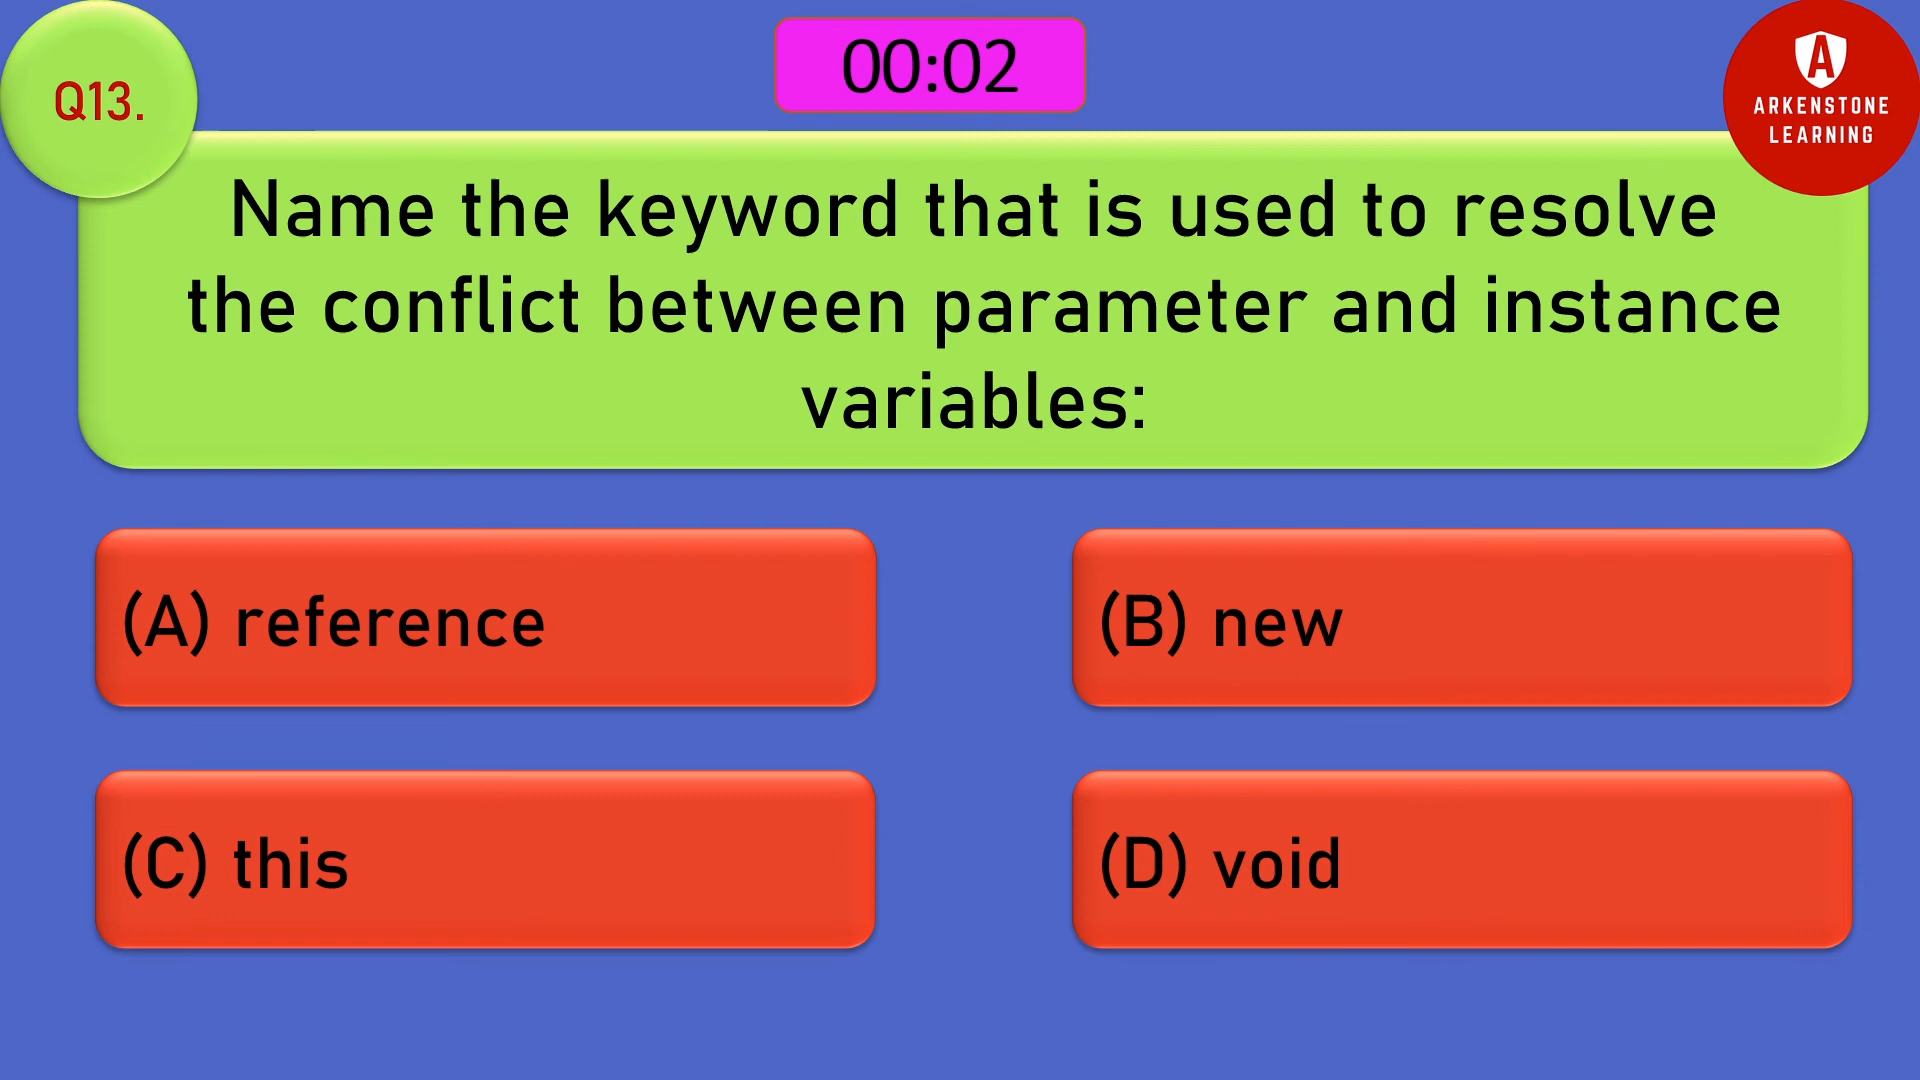 Q13.
00:02
A
ARKENSTONE
LEARNING
Name the keyword that is used to resolve
the conflict between parameter and instance
variables:
(A) reference
(B) new
(C) this
(D) void